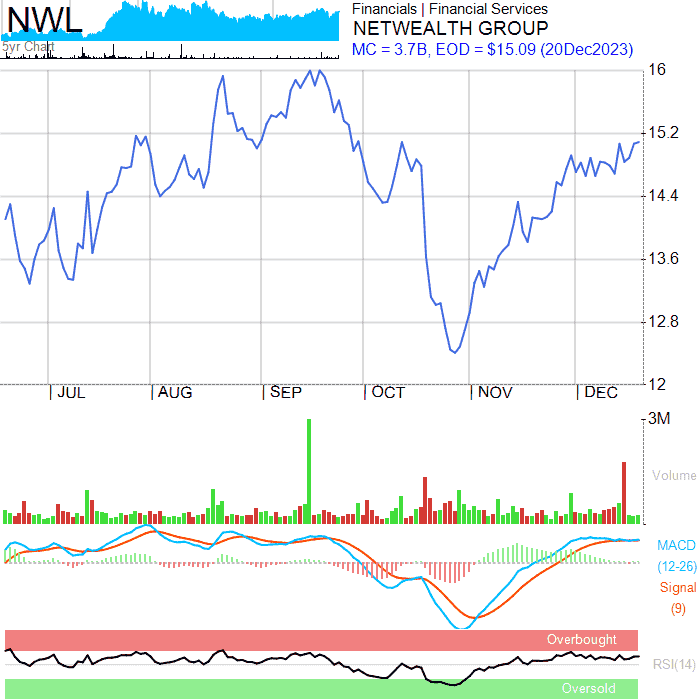 NWL
5yr Chart
Financials | Financial Services
NETWEALTH GROUP
MC = 3.7B, EOD = $15.09 (20Dec2023)
16
15.2
14.4
13.6
12.8
12
JUL AUG SEP OCT NOV DEC
3M
Volume
MACD
(12-26)
Signal
(9)
Overbought
RSI(14)
Oversold